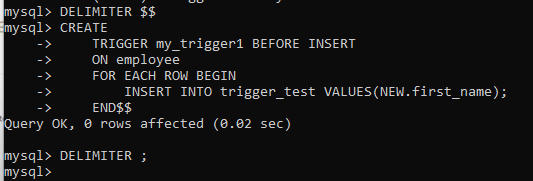 mysql> DELIMITER $$
mysql> CREATE
    ->     TRIGGER my_trigger1 BEFORE INSERT
    ->     ON employee
    ->     FOR EACH ROW BEGIN
    ->         INSERT INTO trigger_test VALUES(NEW.first_name);
    ->     END$$
Query OK, 0 rows affected (0.02 sec)
mysql> DELIMITER ;
mysql>